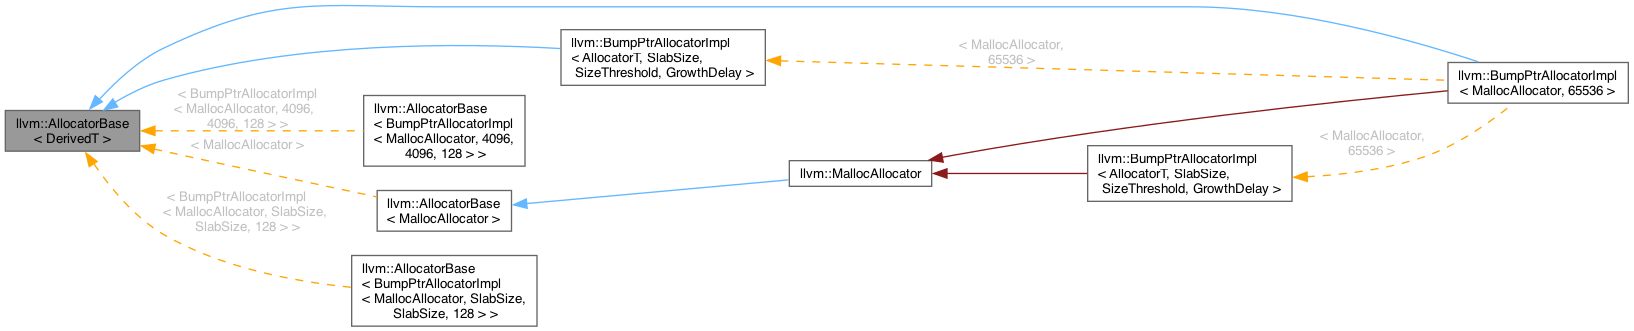 llvm::AllocatorBase
< DerivedT >
< BumpPtrAllocatorImpl
< MallocAllocator, 4096,
4096, 128 > >
< MallocAllocator >
< BumpPtrAllocatorImpl
< MallocAllocator, SlabSize,
SlabSize, 128 > >
llvm::AllocatorBase
< BumpPtrAllocatorImpl
< MallocAllocator, 4096,
4096, 128 > >
llvm::AllocatorBase
< MallocAllocator >
llvm::AllocatorBase
< BumpPtrAllocatorImpl
< MallocAllocator, SlabSize,
SlabSize, 128 > >
llvm::BumpPtrAllocatorImpl
< AllocatorT, SlabSize,
SizeThreshold, GrowthDelay >
llvm::MallocAllocator
< MallocAllocator,
65536 >
llvm::BumpPtrAllocatorImpl
< AllocatorT, SlabSize,
SizeThreshold, GrowthDelay >
< MallocAllocator,
65536 >
llvm::BumpPtrAllocatorImpl
< MallocAllocator, 65536 >